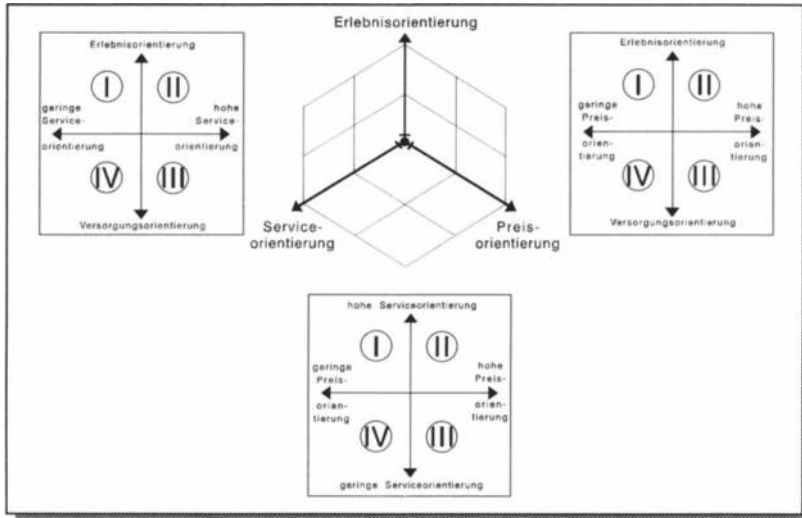 Erlebnisorientierung
I
II
geringe
Service-
orientierung
hohe
Service-
orientierung
IV
III
Versorgungsorientierung
Erlebnisorientierung
Service-
orientierung
Preis-
orientierung
Erlebnisorientierung
I
II
geringe
Preis-
orien-
tierung
hohe
Preis-
orien-
tierung
IV
III
Versorgungsorientierung
hohe Serviceorientierung
I
II
geringe
Preis-
orien-
tierung
hohe
Preis-
orien-
tierung
IV
III
geringe Serviceorientierung